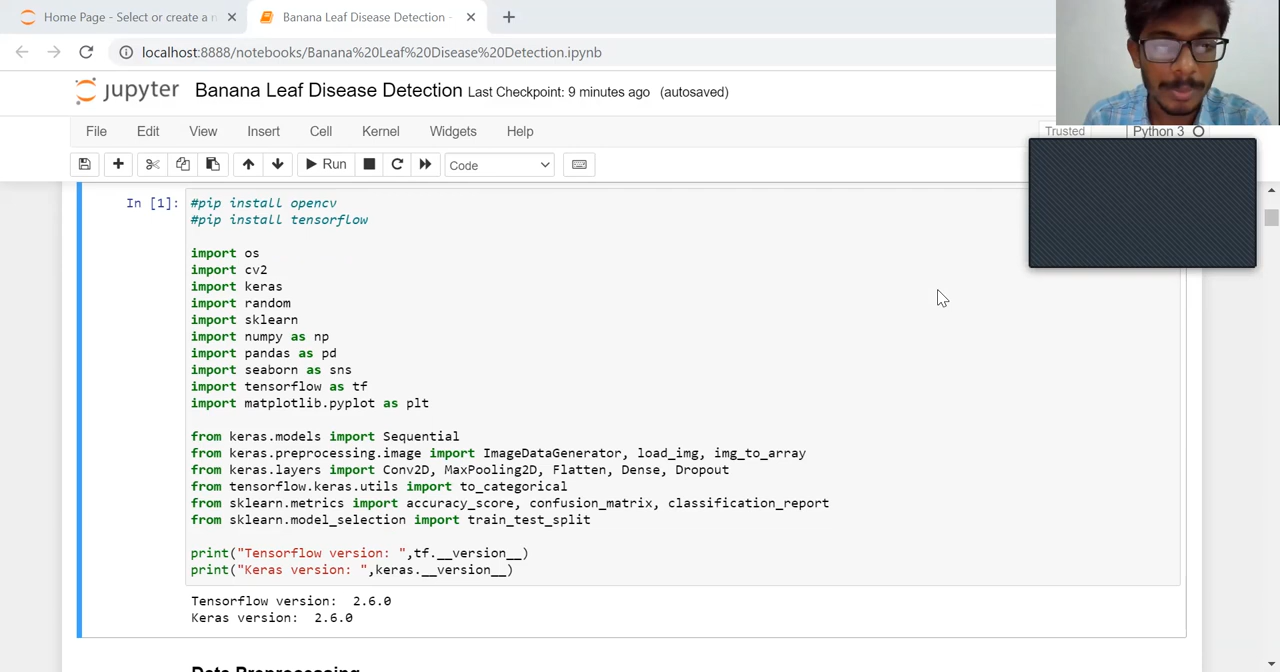 Home Page - Select or create a n
Banana Leaf Disease Detection -
localhost:8888/notebooks/Banana%20Leaf%20Disease%20Detection.ipynb
jupyter Banana Leaf Disease Detection Last Checkpoint: 9 minutes ago (autosaved)
File Edit View Insert Cell Kernel Widgets Help Trusted Python 3
Run Code
In [1]: #pip install opencv
#pip install tensorflow
import os
import cv2
import keras
import random
import sklearn
import numpy as np
import pandas as pd
import seaborn as sns
import tensorflow as tf
import matplotlib.pyplot as plt
from keras.models import Sequential
from keras.preprocessing.image import ImageDataGenerator, load_img, img_to_array
from keras.layers import Conv2D, MaxPooling2D, Flatten, Dense, Dropout
from tensorflow.keras.utils import to_categorical
from sklearn.metrics import accuracy_score, confusion_matrix, classification_report
from sklearn.model_selection import train_test_split
print("Tensorflow version: ",tf.__version__)
print("Keras version: ",keras.__version__)
Tensorflow version:  2.6.0
Keras version:  2.6.0
Data Preprocessing